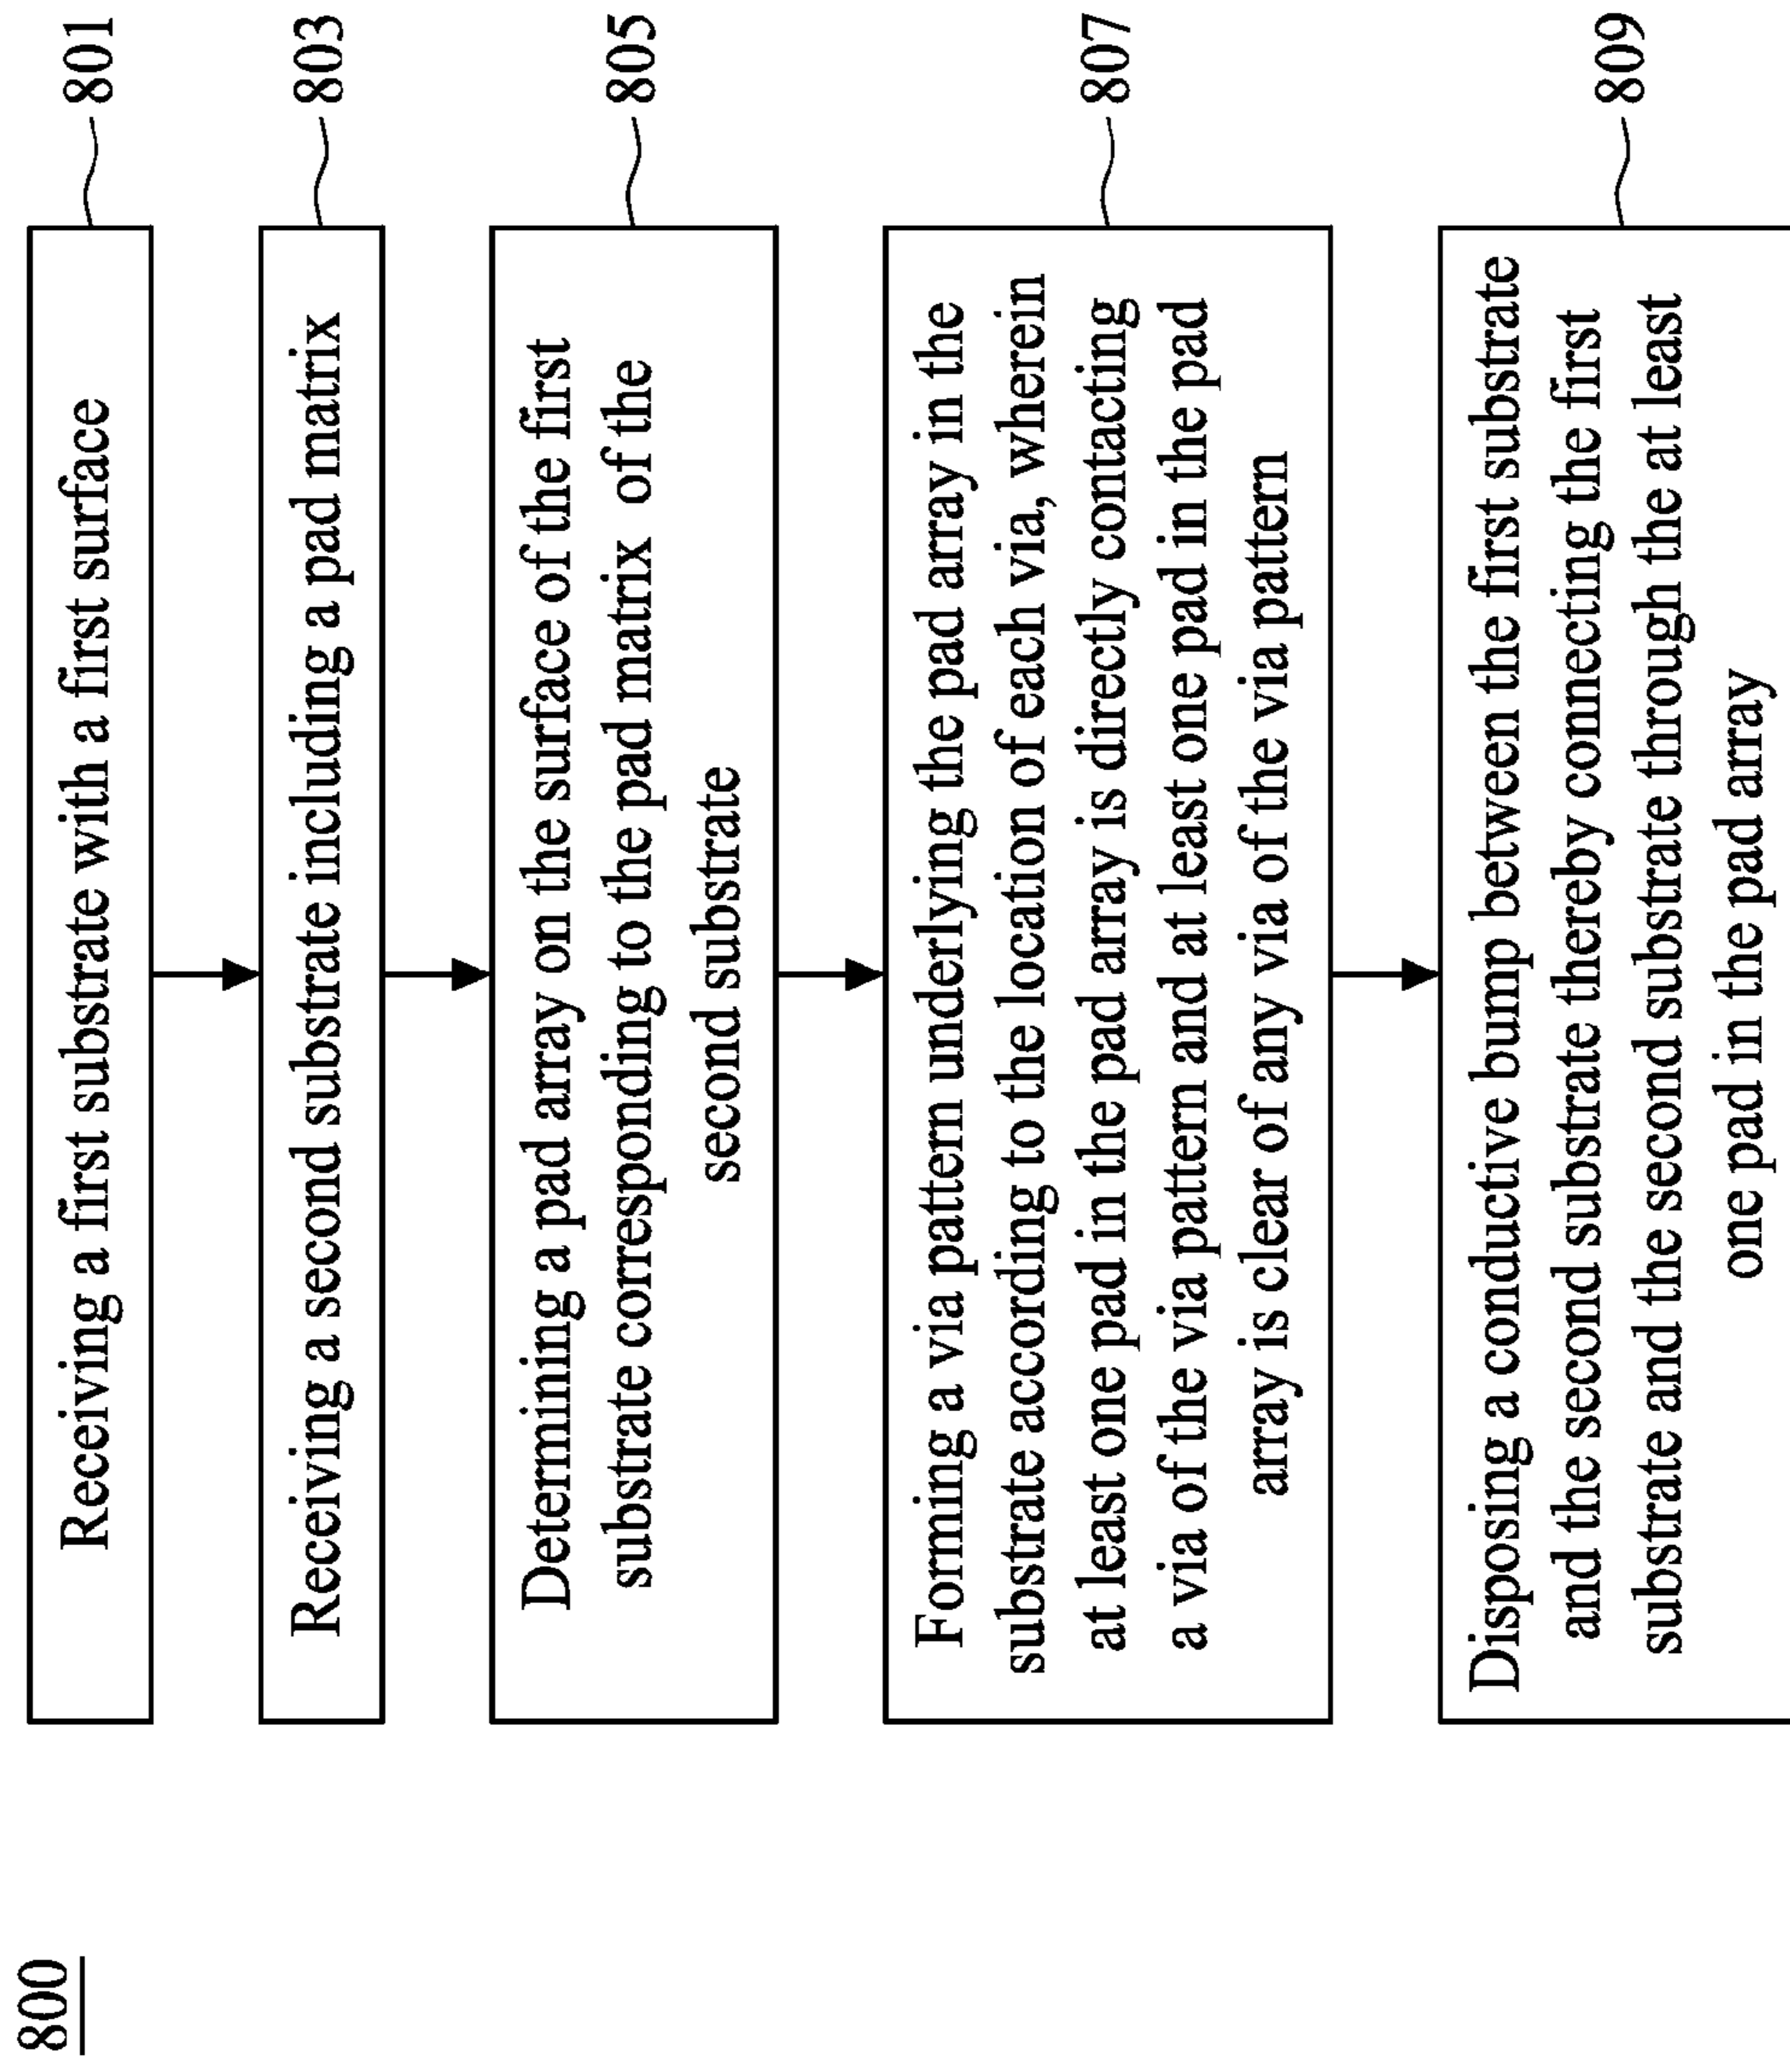 800
Receiving a first substrate with a first surface
801
Receiving a second substrate including a pad matrix
803
Determining a pad array on the surface of the first
substrate corresponding to the pad matrix of the
second substrate
805
Forming a via pattern underlying the pad array in the
substrate according to the location of each via, wherein
at least one pad in the pad array is directly contacting
a via of the via pattern and at least one pad in the pad
array is clear of any via of the via pattern
807
Disposing a conductive bump between the first substrate
and the second substrate thereby connecting the first
substrate and the second substrate through the at least
one pad in the pad array
809